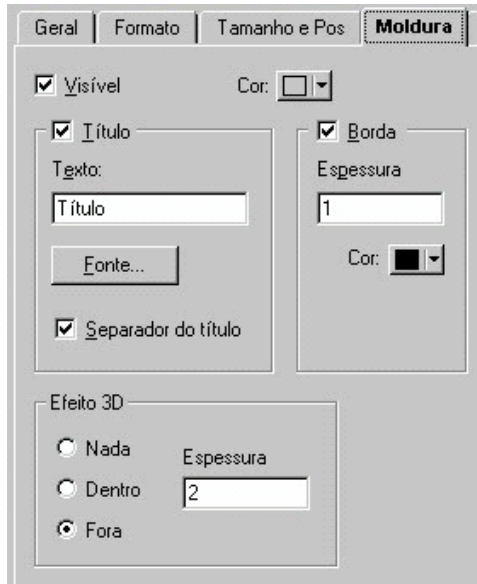 Geral Formato Tamanho e Pos Moldura
Visível Cor:
Título Borda
Texto: Espessura
Título 1
Fonte... Cor:
Separador do título
Efeito 3D
Nada Espessura
Dentro 2
Fora